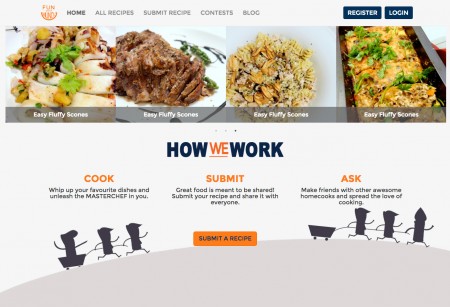 FUN
HOME ALL RECIPES SUBMIT RECIPE CONTESTS BLOG REGISTER LOGIN
Easy Fluffy Scones Easy Fluffy Scones Easy Fluffy Scones Easy Fluffy Scones
HOW WE WORK
COOK SUBMIT ASK
Whip up your favourite dishes and Great food is meant to be shared! Make friends with other awesome
unleash the MASTERCHEF in you. Submit your recipe and share it with homecooks and spread the love of
everyone. cooking.
SUBMIT A RECIPE